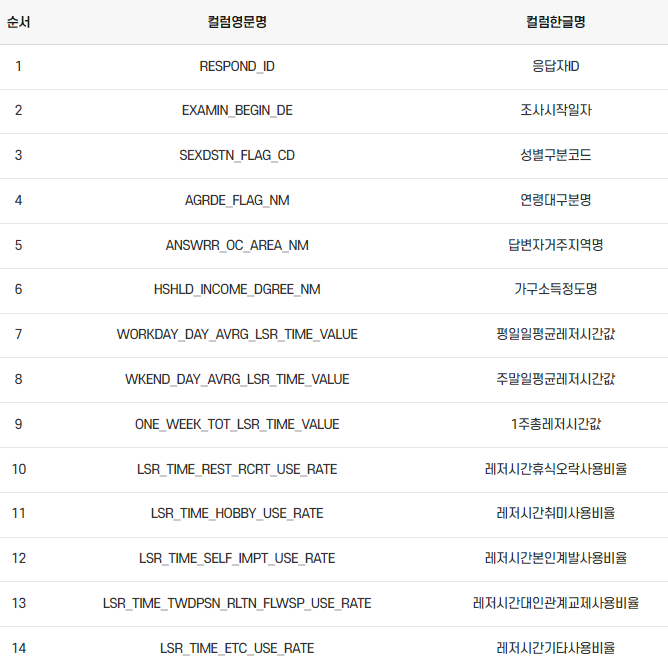 순서 컬럼영문명 컬럼한글명
1 RESPOND_ID 응답자ID
2 EXAMIN_BEGIN_DE 조사시작일자
3 SEXDSTN_FLAG_CD 성별구분코드
4 AGRDE_FLAG_NM 연령대구분명
5 ANSWRR_OC_AREA_NM 답변자거주지역명
6 HSHLD_INCOME_DGREE_NM 가구소득정도명
7 WORKDAY_DAY_AVRG_LSR_TIME_VALUE 평일일평균레저시간값
8 WKEND_DAY_AVRG_LSR_TIME_VALUE 주말일평균레저시간값
9 ONE_WEEK_TOT_LSR_TIME_VALUE 1주총레저시간값
10 LSR_TIME_REST_RCRT_USE_RATE 레저시간휴식오락사용비율
11 LSR_TIME_HOBBY_USE_RATE 레저시간취미사용비율
12 LSR_TIME_SELF_IMPT_USE_RATE 레저시간본인계발사용비율
13 LSR_TIME_TWDPSN_RLTN_FLWSP_USE_RATE 레저시간대인관계교제사용비율
14 LSR_TIME_ETC_USE_RATE 레저시간기타사용비율